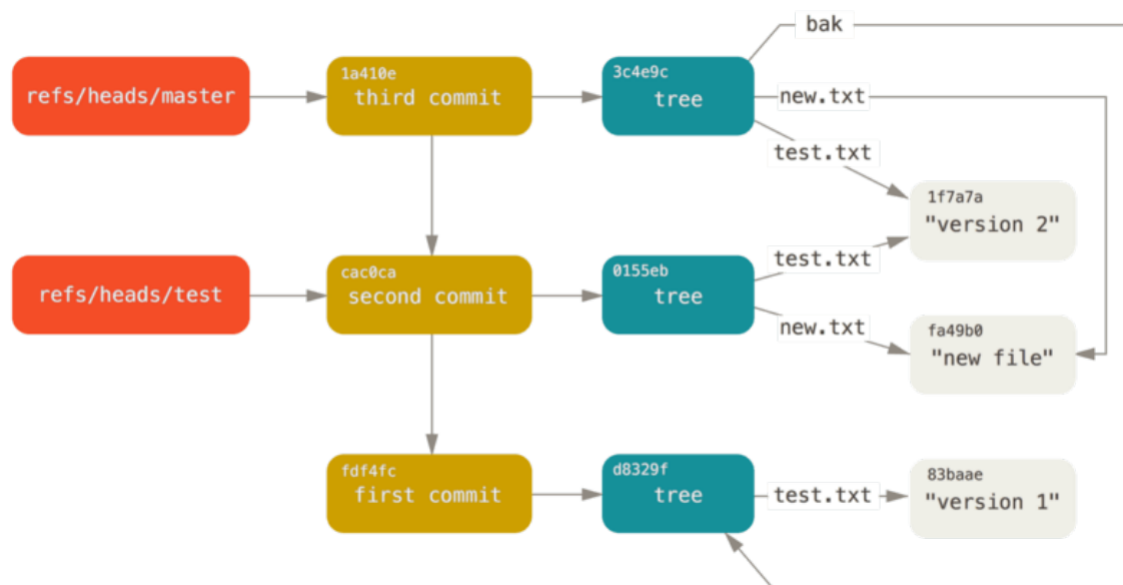 bak
refs/heads/master
1a410e
third commit
3c4e9c
tree
new.txt
test.txt
1f7a7a
"version 2"
refs/heads/test
cac0ca
second commit
0155eb
tree
test.txt
new.txt
fa49b0
"new file"
fdf4fc
first commit
d8329f
tree
test.txt
83baae
"version 1"